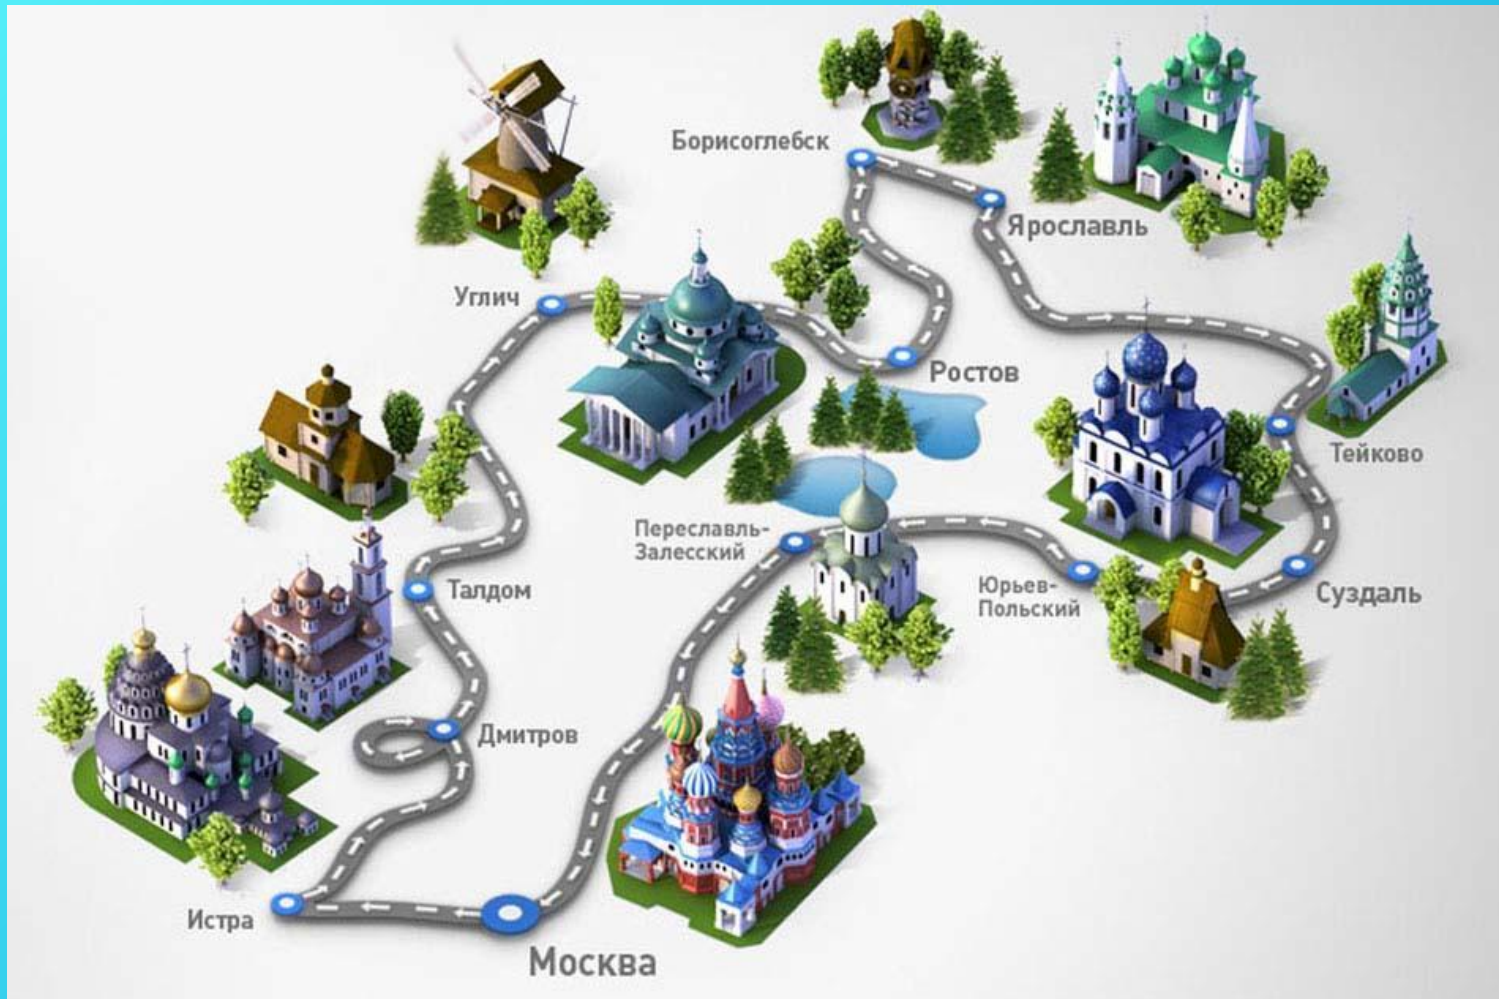 Борисоглебск
Ярославль
Углич
Ростов
Тейково
Переславль-
Залесский
Юрьев-
Польский
Суздаль
Талдом
Дмитров
Истра
Москва